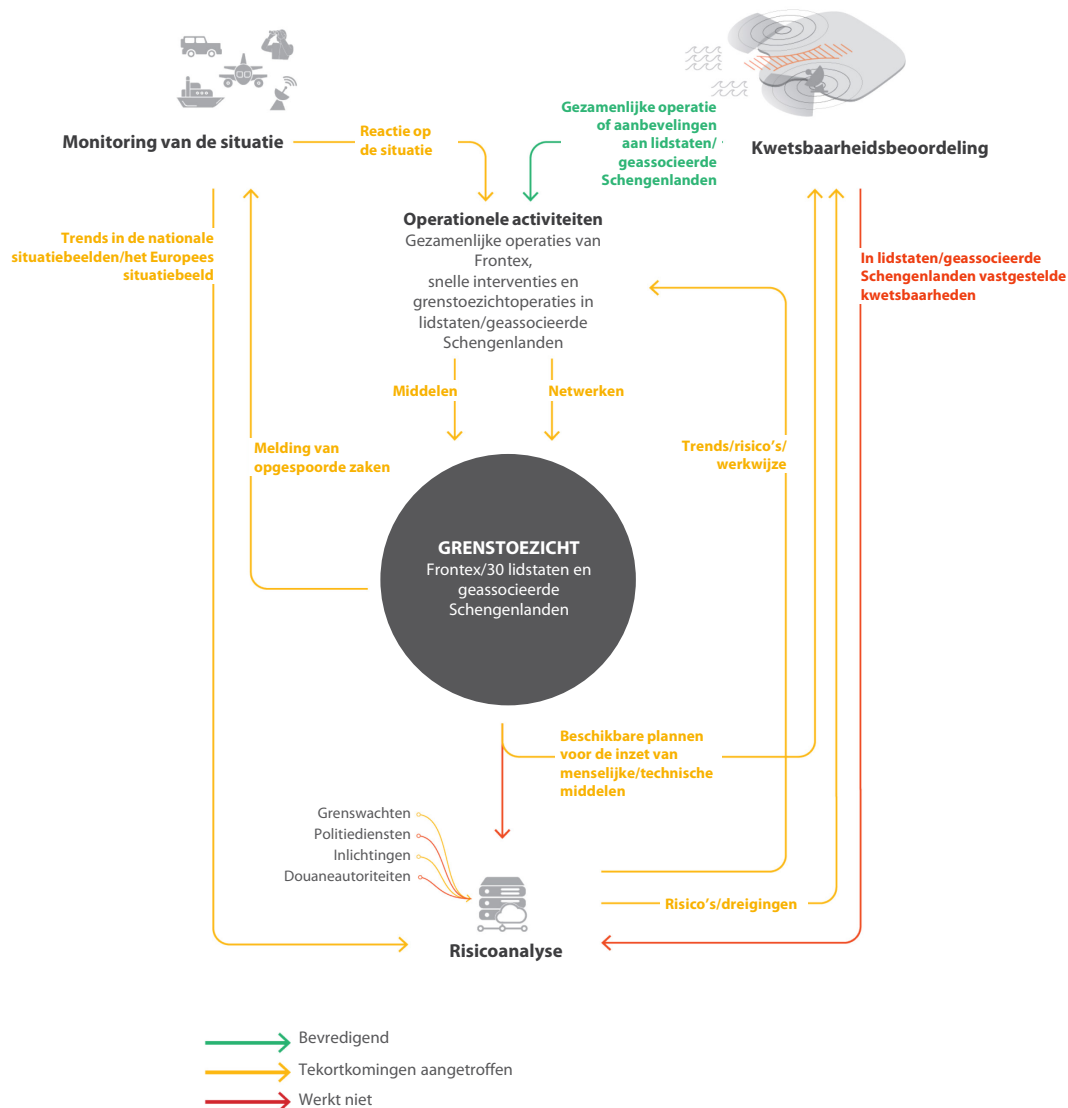 Monitoring van de situatie
Reactie op
de situatie
Gezamenlijke operatie
of aanbevelingen
aan lidstaten/
geassocieerde
Schengenlanden
Kwetsbaarheidsbeoordeling
Trends in de nationale
situatiebeelden/het Europees
situatiebeeld
Operationele activiteiten
Gezamenlijke operaties van
Frontex,
snelle interventies en
grenstoezichtoperaties in
lidstaten/geassocieerde
Schengenlanden
In lidstaten/geassocieerde
Schengenlanden vastgestelde
kwetsbaarheden
Middelen
Netwerken
Melding van
opgespoorde zaken
Trends/risico's/
werkwijze
GRENSTOEZICHT
Frontex/30 lidstaten en
geassocieerde
Schengenlanden
Beschikbare plannen
voor de inzet van
menselijke/technische
middelen
Grenswachten
Politiediensten
Inlichtingen
Douaneautoriteiten
Risico's/dreigingen
Risicoanalyse
Bevredigend
Tekortkomingen aangetroffen
Werkt niet